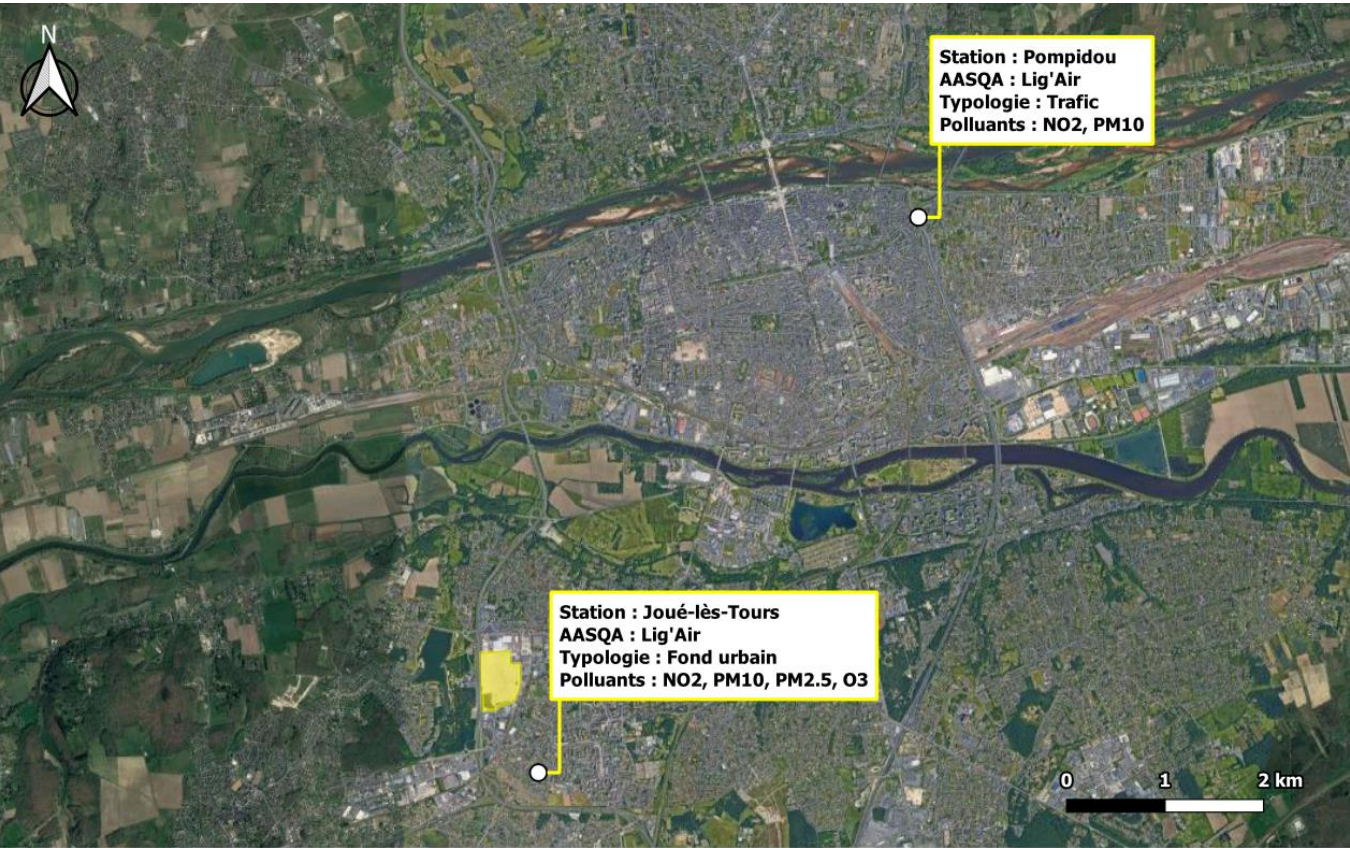 N
Station : Pompidou
AASQA : Lig'Air
Typologie : Trafic
Polluants : NO2, PM10
Station : Joué-lès-Tours
AASQA : Lig'Air
Typologie : Fond urbain
Polluants : NO2, PM10, PM2.5, O3
0 1 2 km